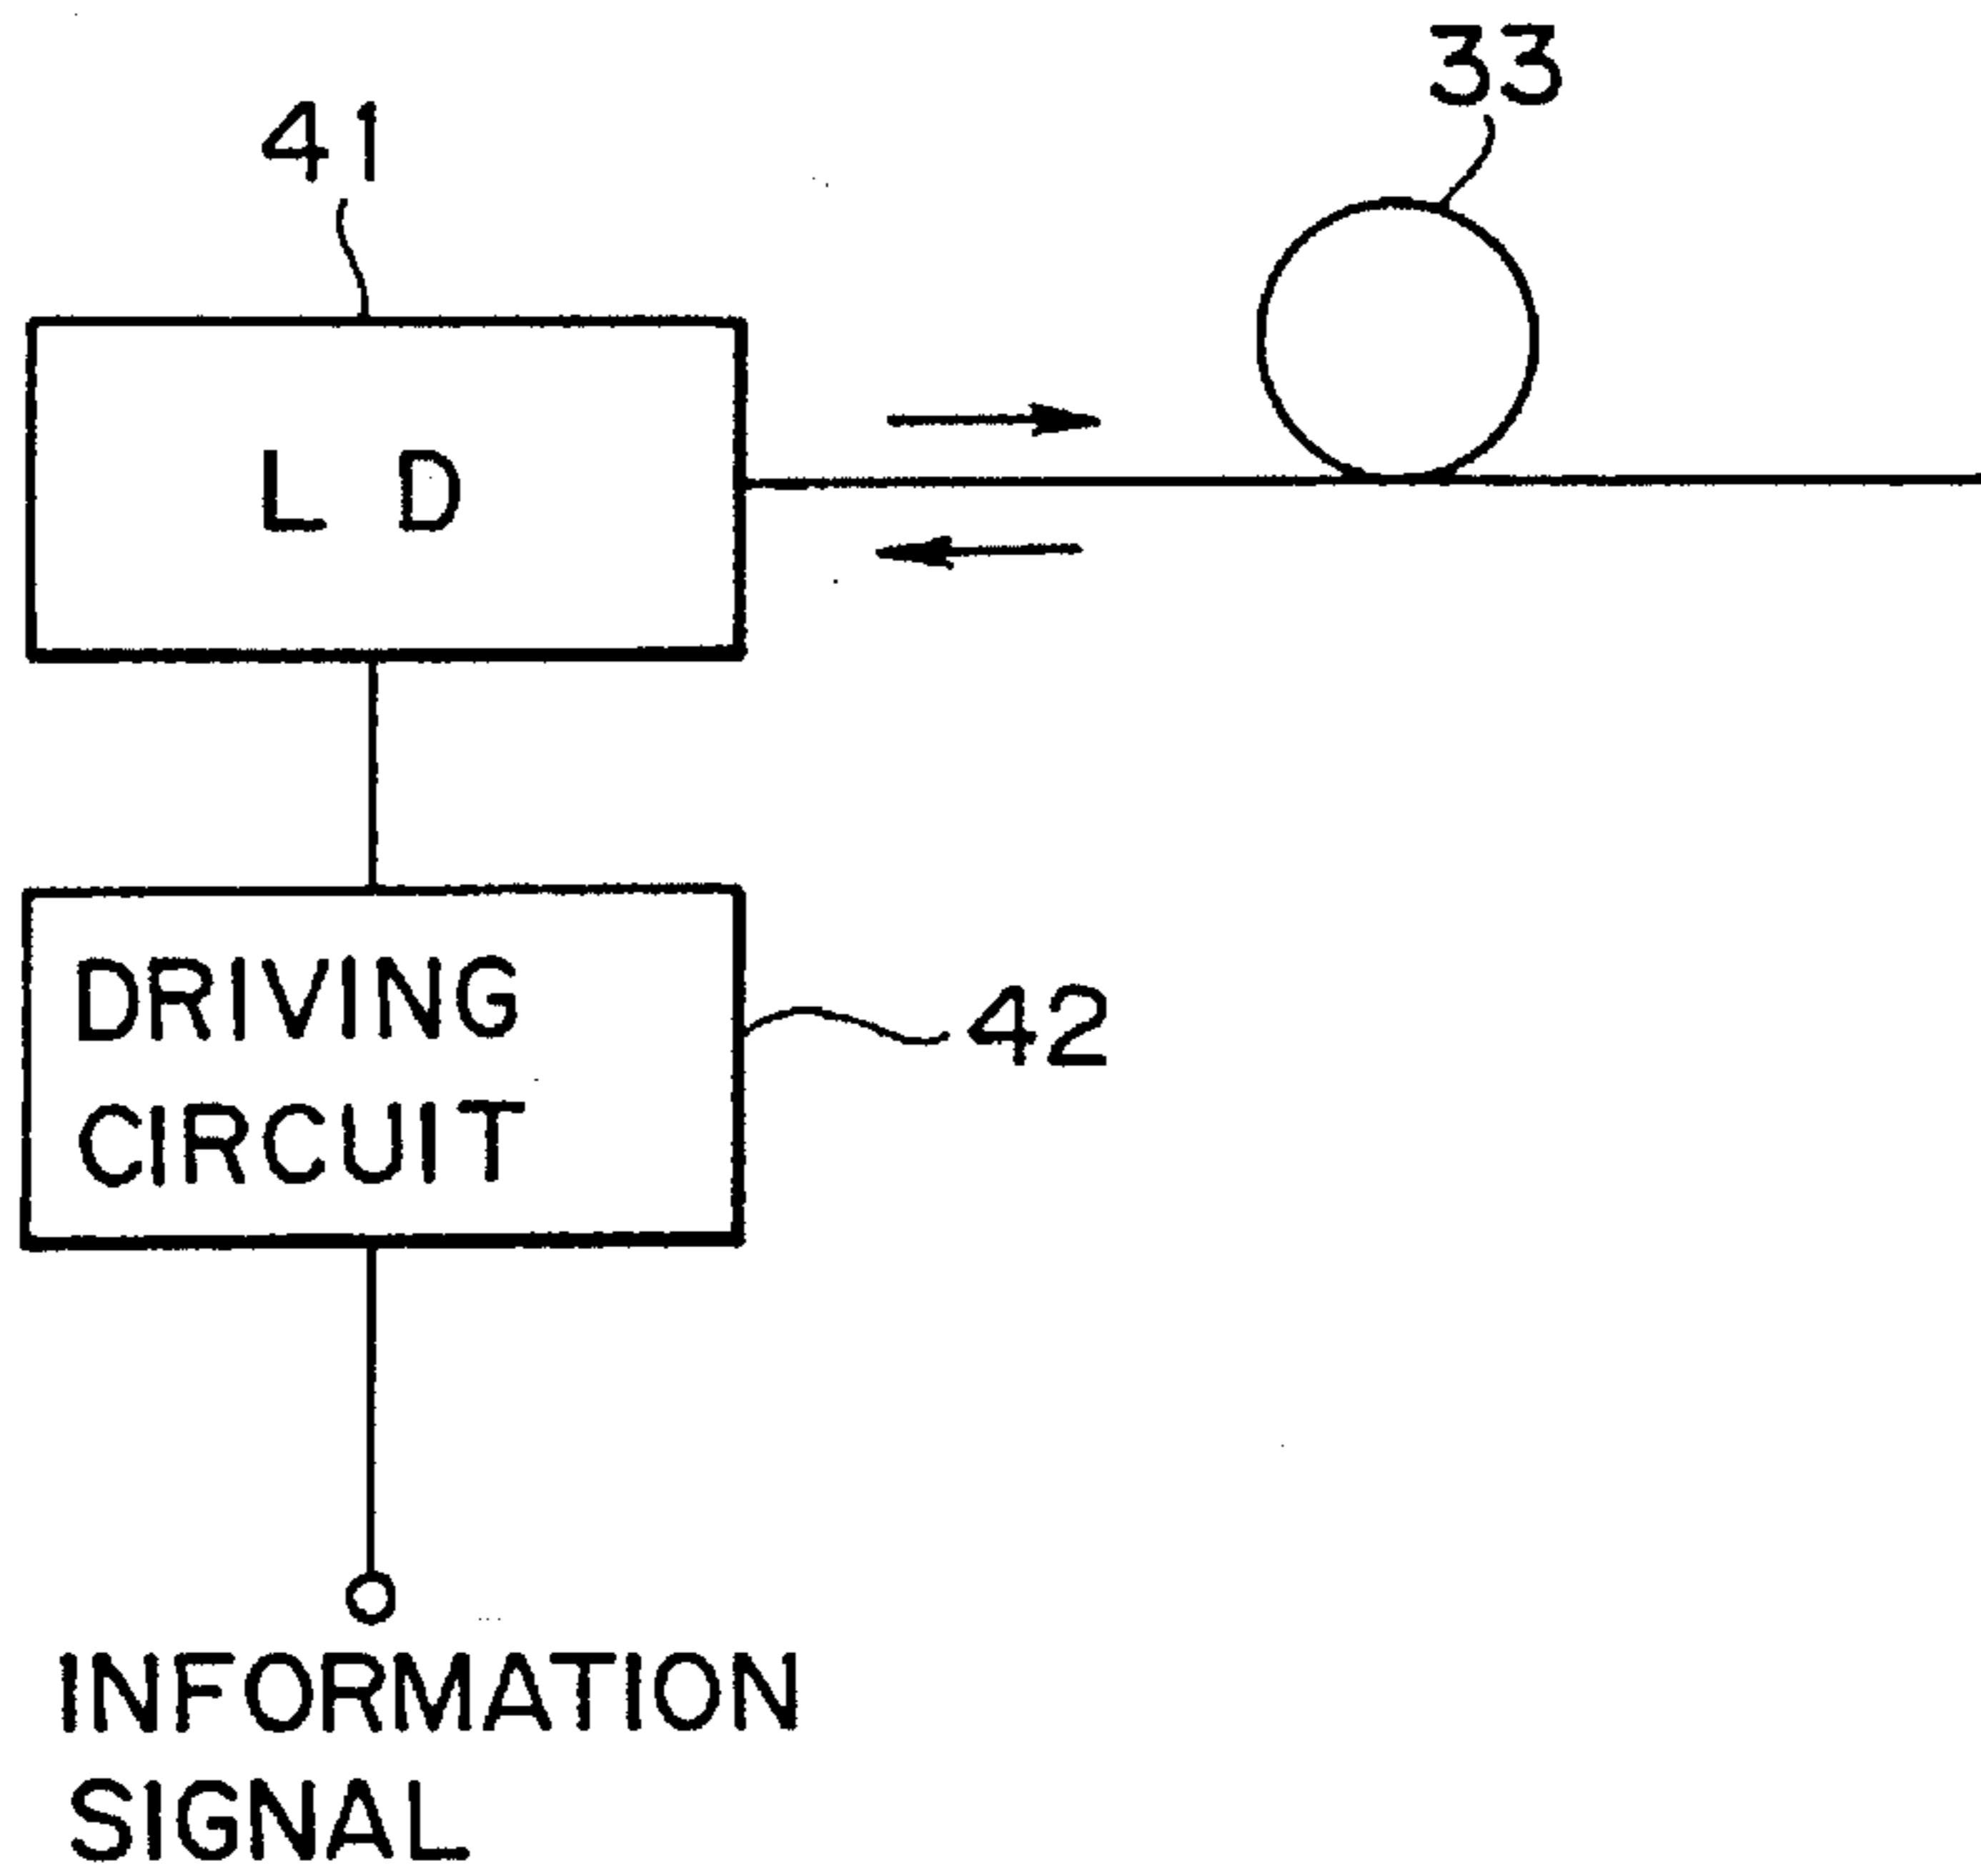 33
41
L D
DRIVING
CIRCUIT
42
INFORMATION
SIGNAL